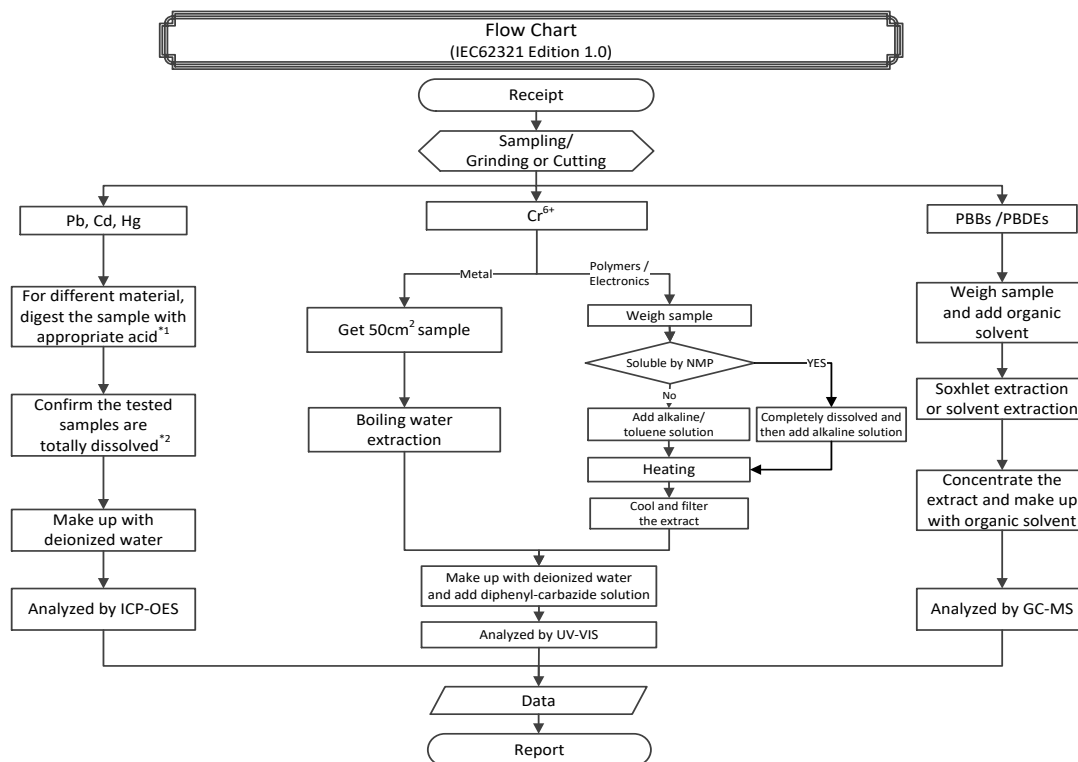 Flow Chart
(IEC62321 Edition 1.0)
Receipt
Sampling/
Grinding or Cutting
Pb, Cd, Hg
For different material,
digest the sample with
appropriate acid*1
Confirm the tested
samples are
totally dissolved*2
Make up with
deionized water
Analyzed by ICP-OES
Cr6+
Metal
Get 50cm2 sample
Boiling water
extraction
Polymers /
Electronics
Weigh sample
Soluble by NMP
YES
No
Add alkaline/
toluene solution
Completely dissolved and
then add alkaline solution
Heating
Cool and filter
the extract
Make up with deionized water
and add diphenyl-carbazide solution
Analyzed by UV-VIS
PBBs /PBDEs
Weigh sample
and add organic
solvent
Soxhlet extraction
or solvent extraction
Concentrate the
extract and make up
with organic solvent
Analyzed by GC-MS
Data
Report